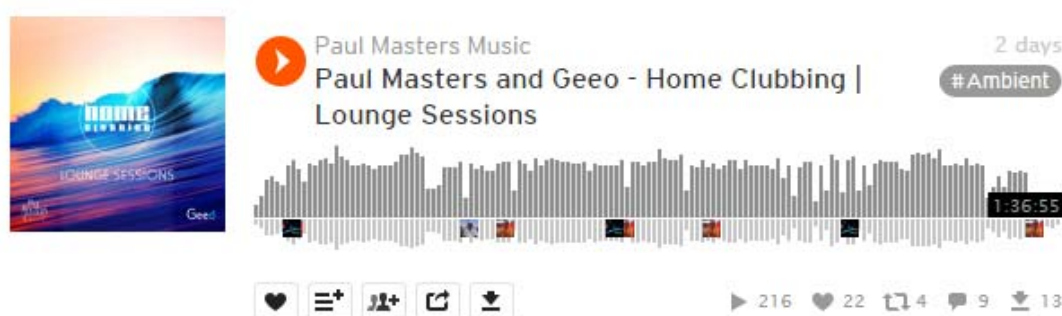 Paul Masters Music
2 days
Paul Masters and Geeo - Home Clubbing |
Lounge Sessions
#Ambient
HOME
CLUBBING
LOUNGE SESSIONS
Geeo
1:36:55
216
22
4
9
13